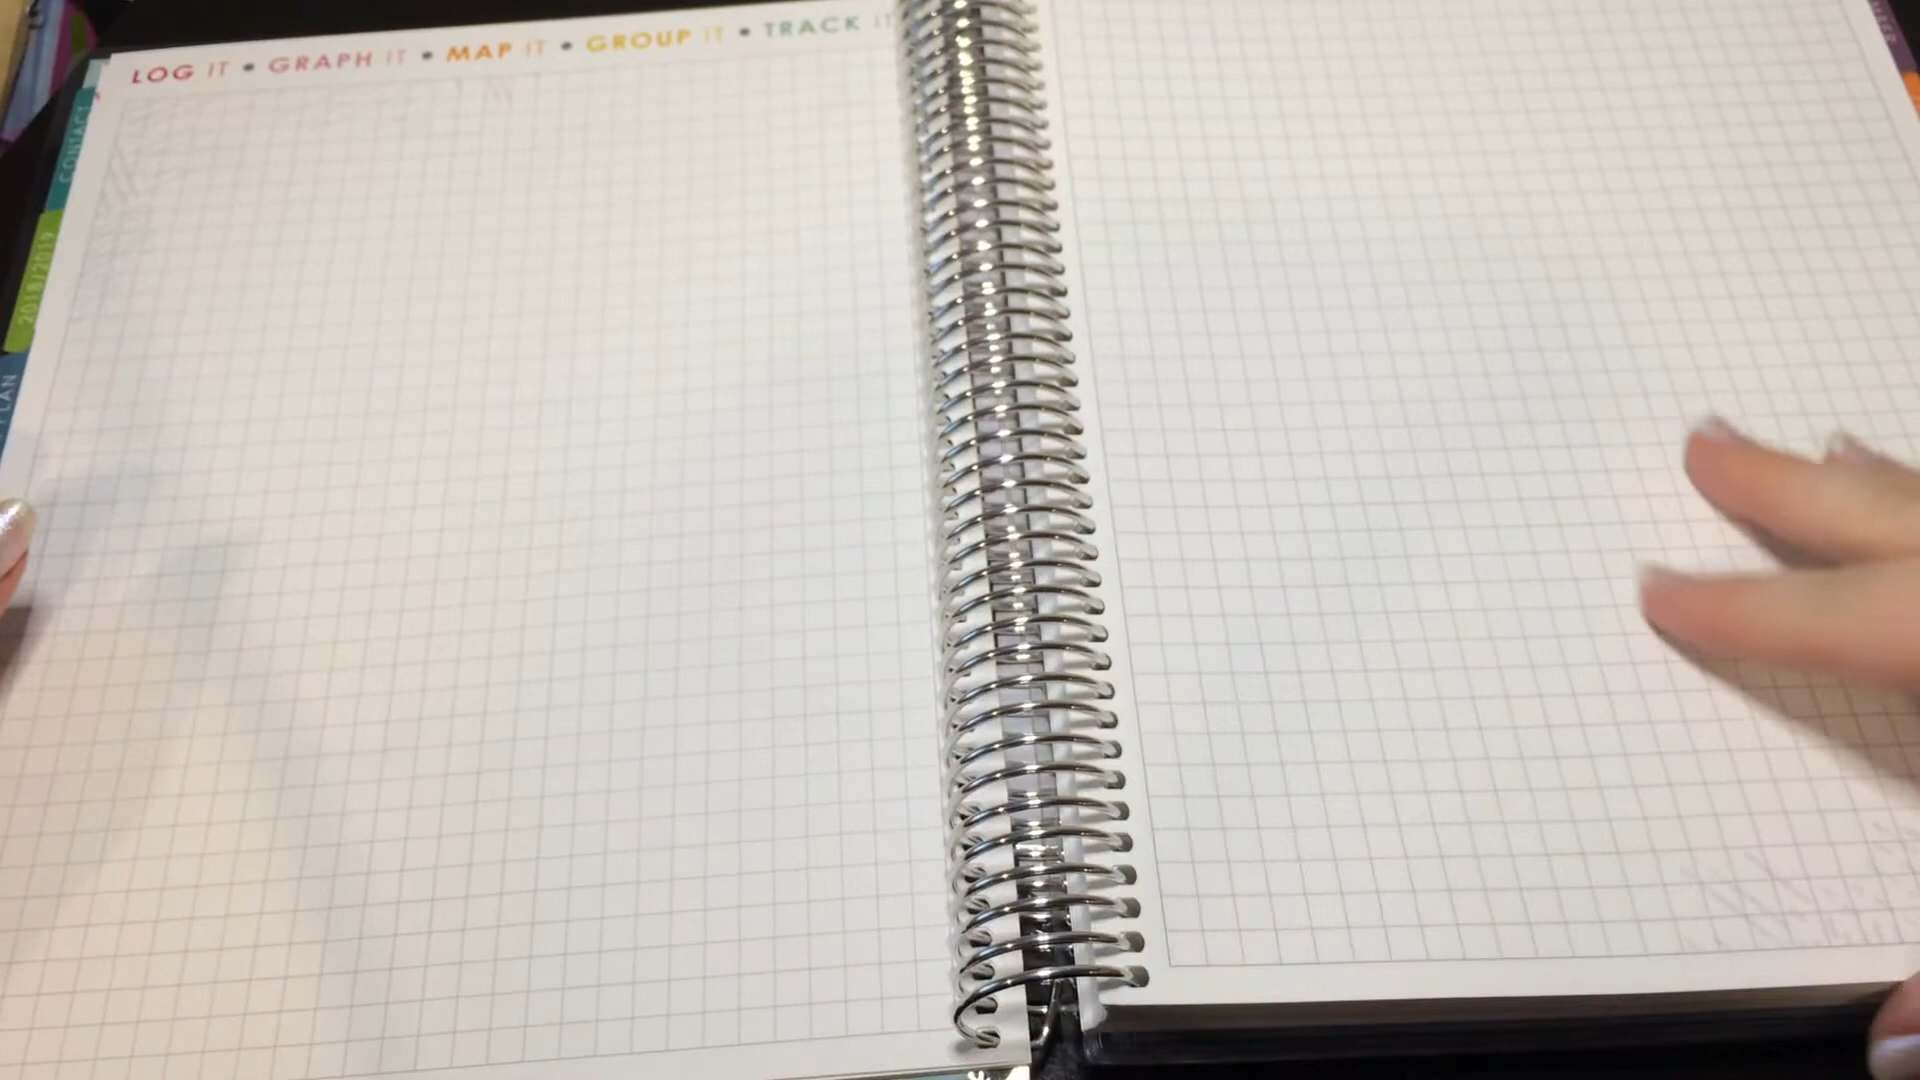 LOG IT • GRAPH IT • MAP IT • GROUP IT • TRACK IT
CONTACT
2018/2019
PLAN